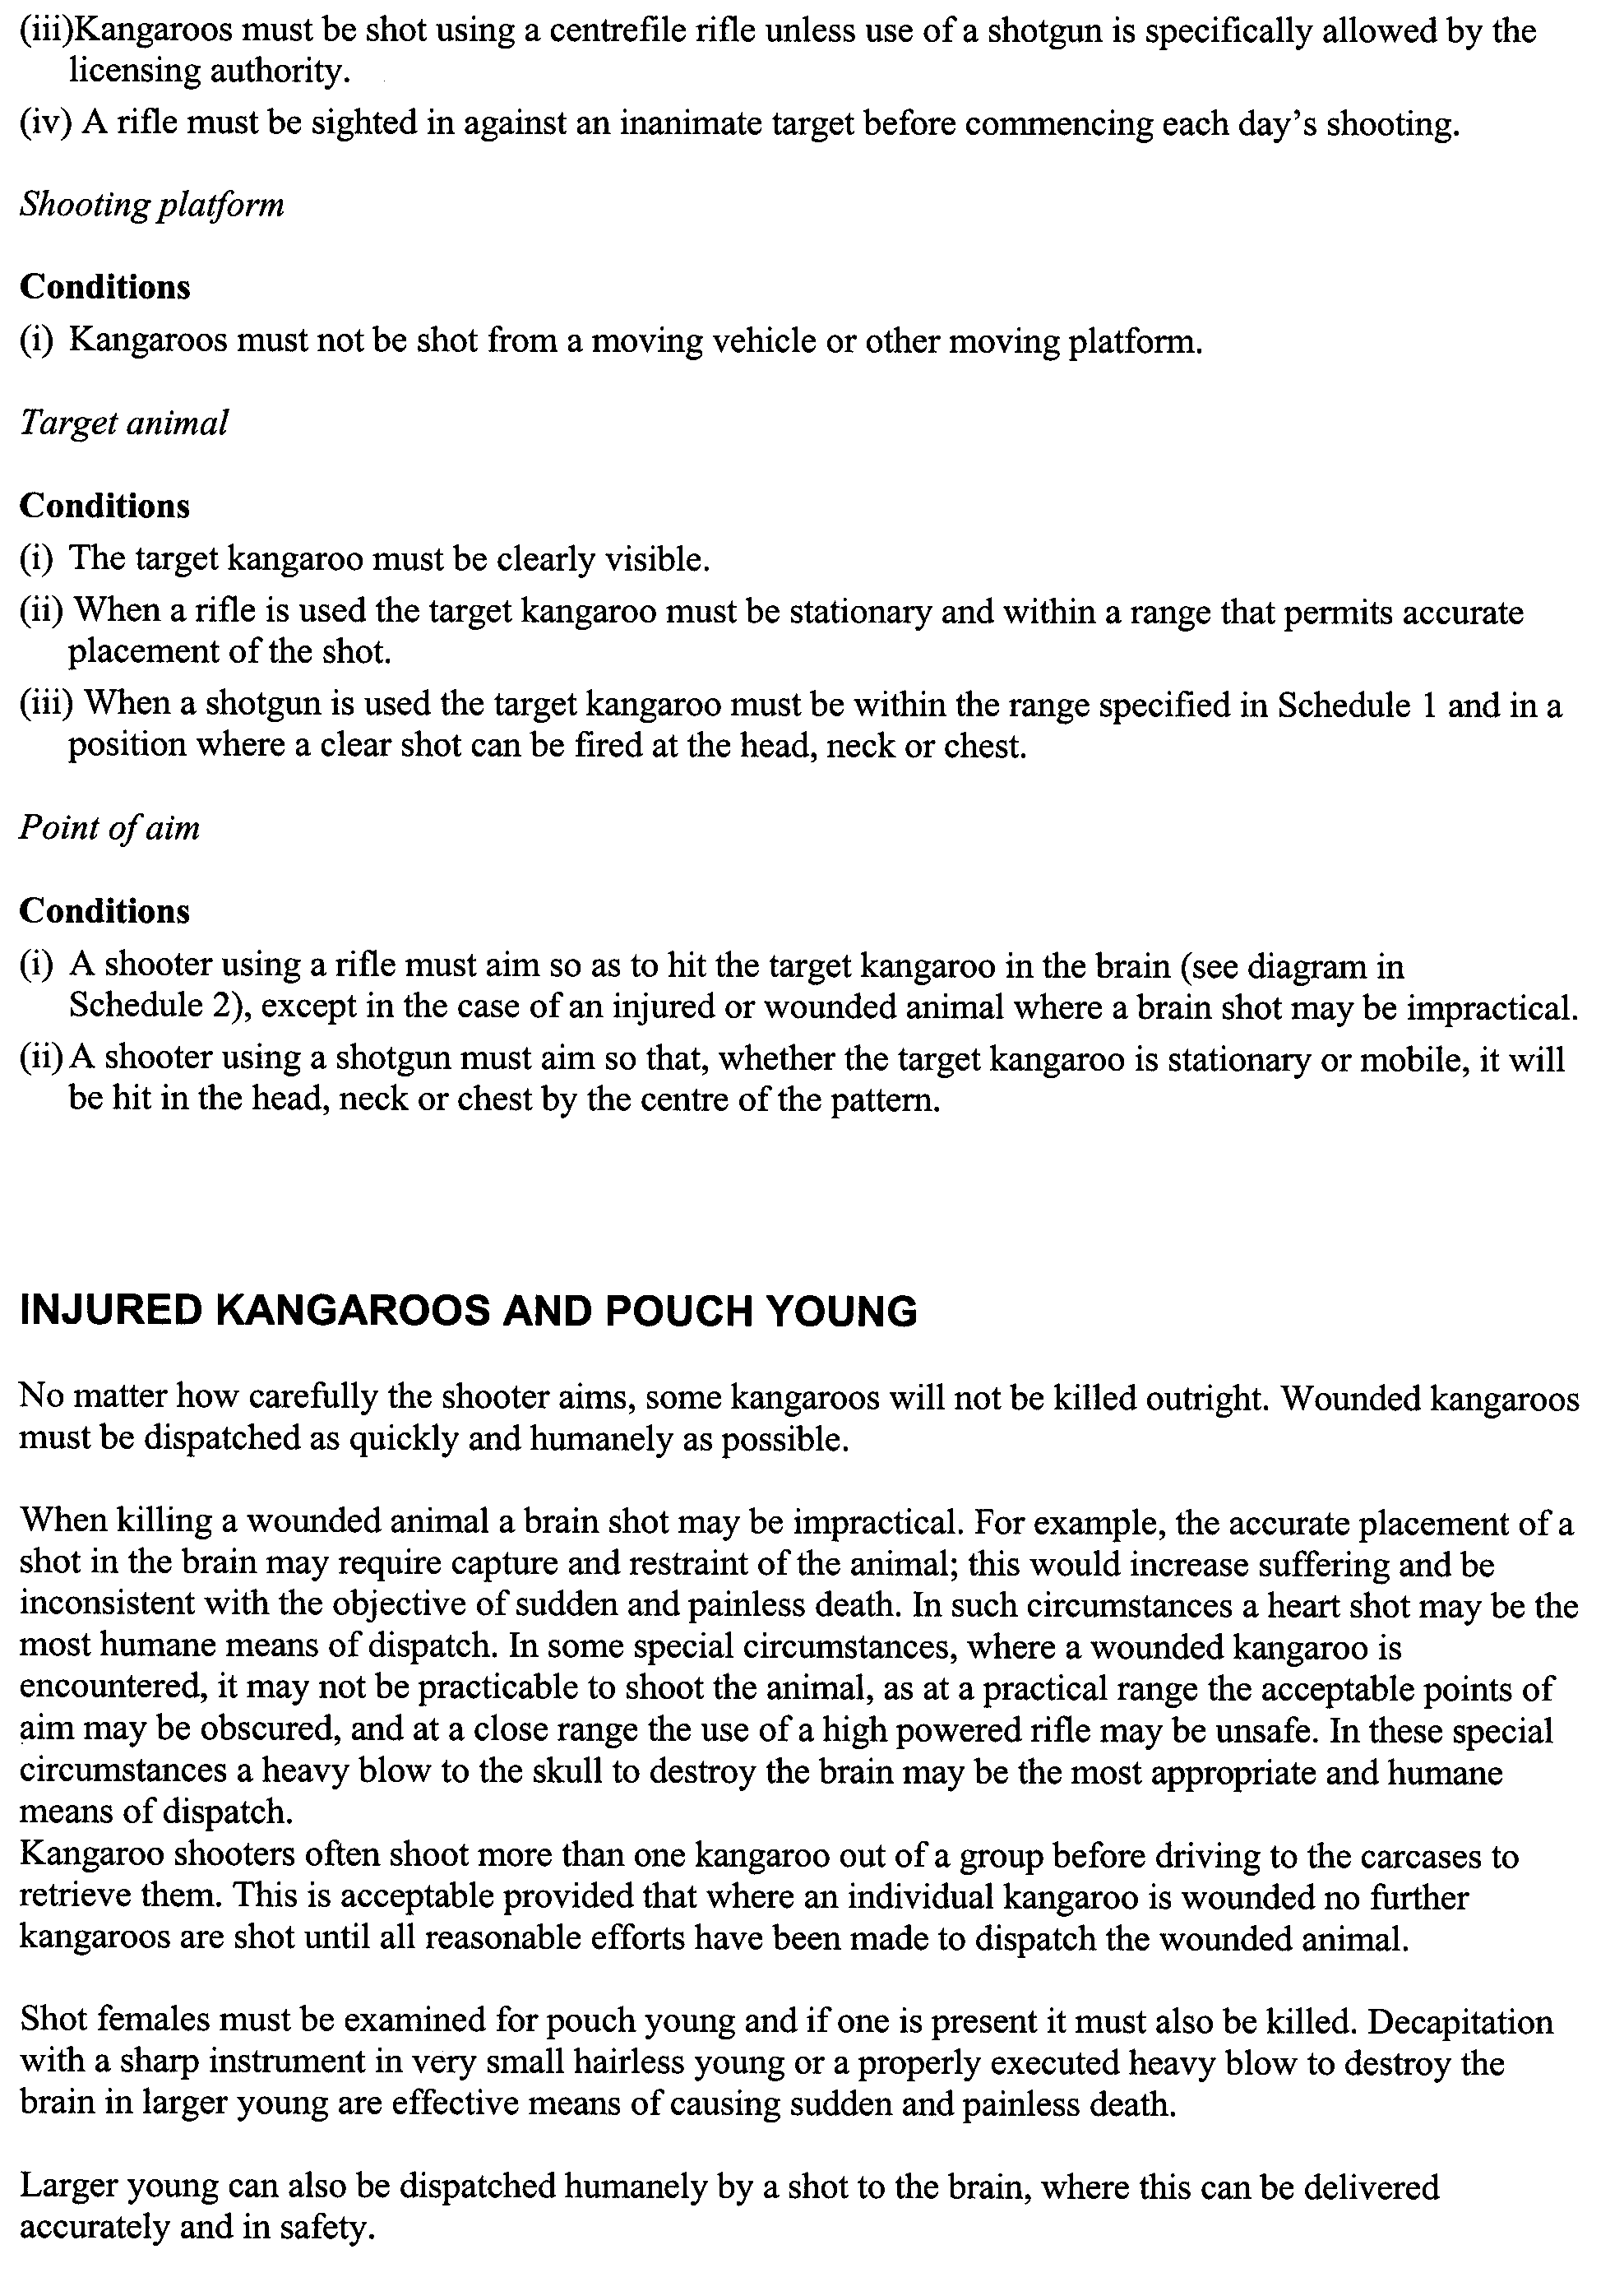 (iii)Kangaroos must be shot using a centrefile rifle unless use of a shotgun is specifically allowed by the
licensing authority.
(iv) A rifle must be sighted in against an inanimate target before commencing each day's shooting.
Shooting platform
Conditions
(i) Kangaroos must not be shot from a moving vehicle or other moving platform.
Target animal
Conditions
(i) The target kangaroo must be clearly visible.
(ii) When a rifle is used the target kangaroo must be stationary and within a range that permits accurate
placement of the shot.
(iii) When a shotgun is used the target kangaroo must be within the range specified in Schedule 1 and in a
position where a clear shot can be fired at the head, neck or chest.
Point of aim
Conditions
(i) A shooter using a rifle must aim so as to hit the target kangaroo in the brain (see diagram in
Schedule 2), except in the case of an injured or wounded animal where a brain shot may be impractical.
(ii) A shooter using a shotgun must aim so that, whether the target kangaroo is stationary or mobile, it will
be hit in the head, neck or chest by the centre of the pattern.
INJURED KANGAROOS AND POUCH YOUNG
No matter how carefully the shooter aims, some kangaroos will not be killed outright. Wounded kangaroos
must be dispatched as quickly and humanely as possible.
When killing a wounded animal a brain shot may be impractical. For example, the accurate placement of a
shot in the brain may require capture and restraint of the animal; this would increase suffering and be
inconsistent with the objective of sudden and painless death. In such circumstances a heart shot may be the
most humane means of dispatch. In some special circumstances, where a wounded kangaroo is
encountered, it may not be practicable to shoot the animal, as at a practical range the acceptable points of
aim may be obscured, and at a close range the use of a high powered rifle may be unsafe. In these special
circumstances a heavy blow to the skull to destroy the brain may be the most appropriate and humane
means of dispatch.
Kangaroo shooters often shoot more than one kangaroo out of a group before driving to the carcases to
retrieve them. This is acceptable provided that where an individual kangaroo is wounded no further
kangaroos are shot until all reasonable efforts have been made to dispatch the wounded animal.
Shot females must be examined for pouch young and if one is present it must also be killed. Decapitation
with a sharp instrument in very small hairless young or a properly executed heavy blow to destroy the
brain in larger young are effective means of causing sudden and painless death.
Larger young can also be dispatched humanely by a shot to the brain, where this can be delivered
accurately and in safety.